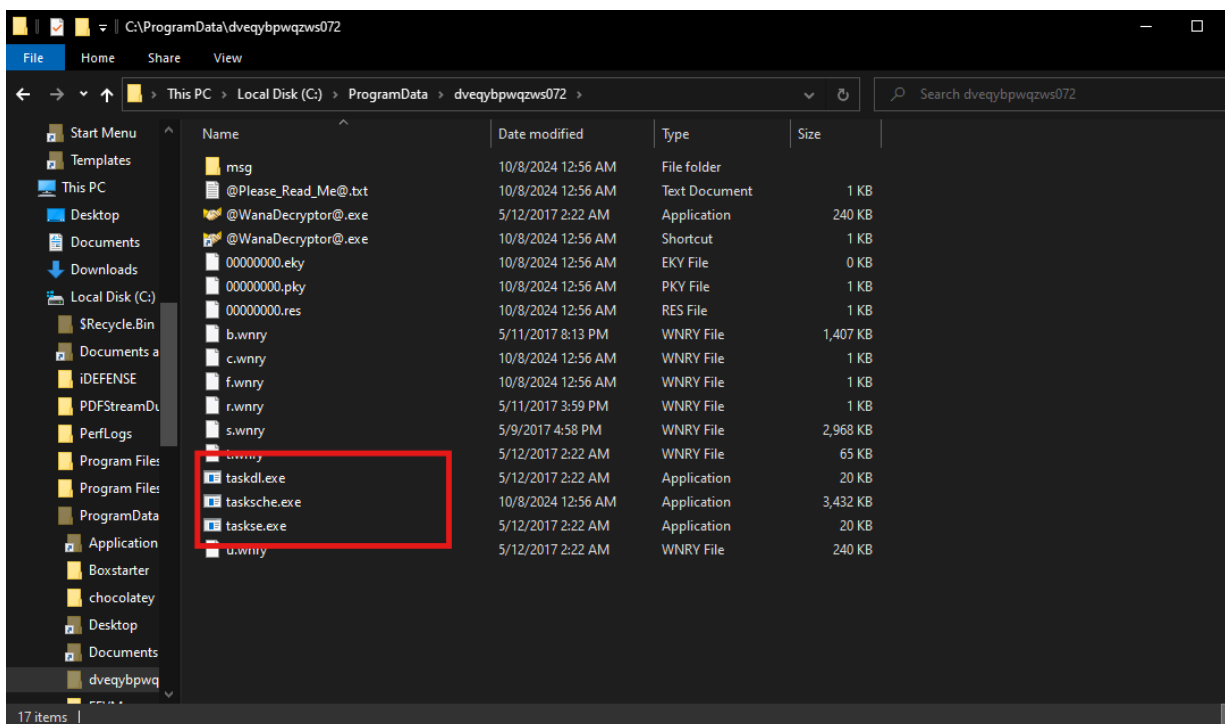 C:\ProgramData\dveqybpwqzws072
File Home Share View
This PC > Local Disk (C:) > ProgramData > dveqybpwqzws072 >
Search dveqybpwqzws072
Start Menu
Templates
This PC
Desktop
Documents
Downloads
Local Disk (C:)
$Recycle.Bin
Documents a
iDEFENSE
PDFStreamDu
PerfLogs
Program Files
Program Files
ProgramData
Application
Boxstarter
chocolatey
Desktop
Documents
dveqybpwq
Name Date modified Type Size
msg 10/8/2024 12:56 AM File folder
@Please_Read_Me@.txt 10/8/2024 12:56 AM Text Document 1 KB
@WanaDecryptor@.exe 5/12/2017 2:22 AM Application 240 KB
@WanaDecryptor@.exe 10/8/2024 12:56 AM Shortcut 1 KB
00000000.eky 10/8/2024 12:56 AM EKY File 0 KB
00000000.pky 10/8/2024 12:56 AM PKY File 1 KB
00000000.res 10/8/2024 12:56 AM RES File 1 KB
b.wnry 5/11/2017 8:13 PM WNRY File 1,407 KB
c.wnry 10/8/2024 12:56 AM WNRY File 1 KB
f.wnry 10/8/2024 12:56 AM WNRY File 1 KB
r.wnry 5/11/2017 3:59 PM WNRY File 1 KB
s.wnry 5/9/2017 4:58 PM WNRY File 2,968 KB
5/12/2017 2:22 AM WNRY File 65 KB
taskdl.exe 5/12/2017 2:22 AM Application 20 KB
tasksche.exe 10/8/2024 12:56 AM Application 3,432 KB
taskse.exe 5/12/2017 2:22 AM Application 20 KB
u.wnry 5/12/2017 2:22 AM WNRY File 240 KB
17 items